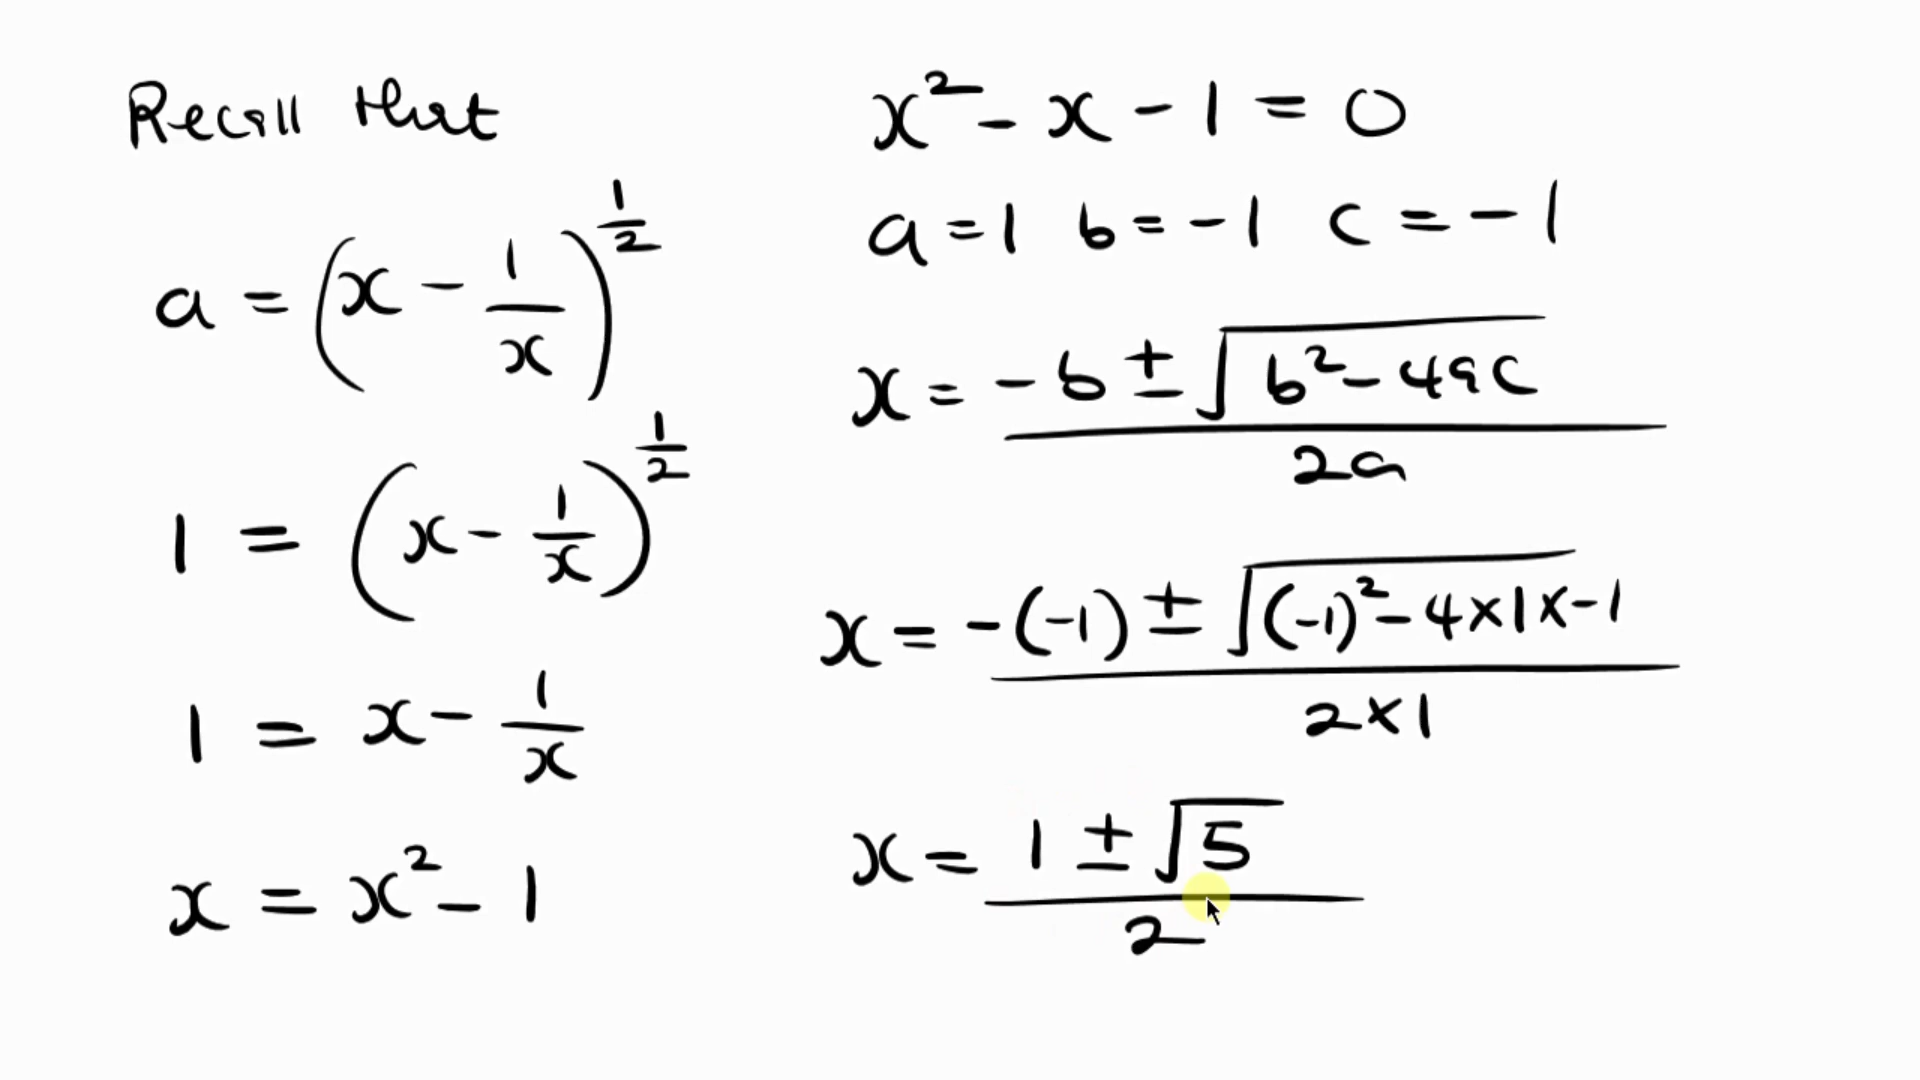 Recall that
a = (x - 1/x)^1/2
1 = (x - 1/x)^1/2
1 = x - 1/x
x = x² - 1
x² - x - 1 = 0
a = 1 b = -1 c = -1
x = -b ± √(b² - 4ac) / 2a
x = -(-1) ± √((-1)² - 4×1×-1) / 2×1
x = 1 ± √5 / 2